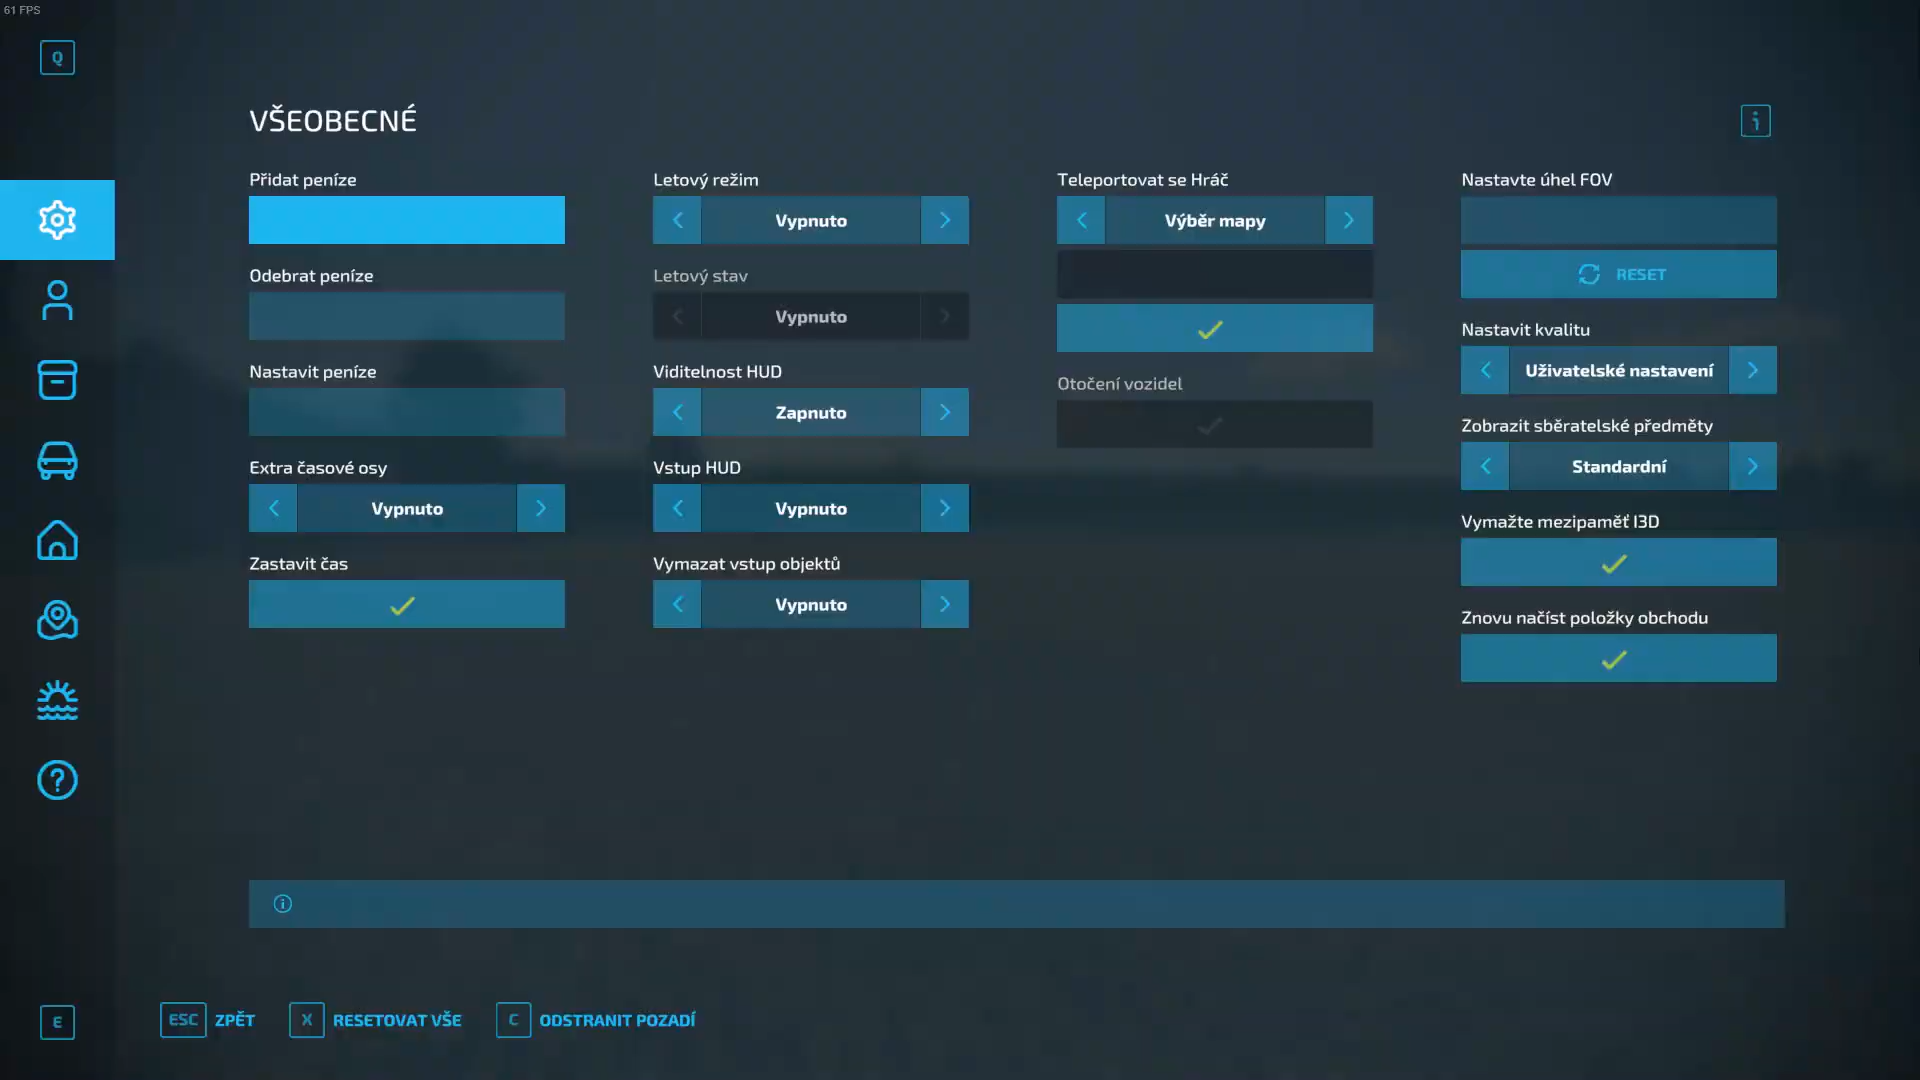 61 FPS
Q
VŠEOBECNÉ
Přidat peníze
Odebrat peníze
Nastavit peníze
Extra časové osy
Vypnuto
Zastavit čas
Letový režim
Vypnuto
Letový stav
Vypnuto
Viditelnost HUD
Zapnuto
Vstup HUD
Vypnuto
Vymazat vstup objektů
Vypnuto
Teleportovat se Hráč
Výběr mapy
Otočení vozidel
Nastavte úhel FOV
RESET
Nastavit kvalitu
Uživatelské nastavení
Zobrazit sběratelské předměty
Standardní
Vymažte mezipaměť I3D
Znovu načíst položky obchodu
E
ESC ZPĚT
X RESETOVAT VŠE
C ODSTRANIT POZADÍ